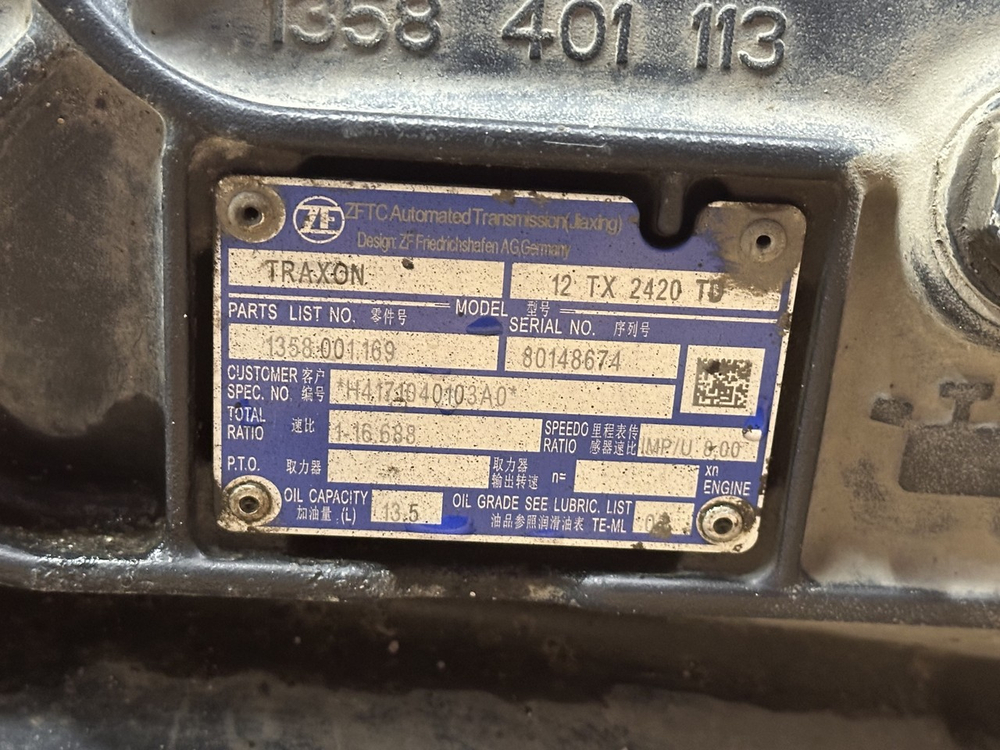 1358 401 113
ZF ZFTC Automated Transmission(Jiaxing)
Design: ZF Friedrichshafen AG,Germany
TRAXON 12 TX 2420 TD
MODEL 型号
PARTS LIST NO. 零件号 SERIAL NO. 序列号
1358.001.169 80148674
CUSTOMER 客户
SPEC. NO. 编号 *H4171040103A0*
TOTAL RATIO 速比 1-16.688 SPEEDO RATIO 里程表传感器速比 IMP/U 8.00
P.T.O. 取力器 取力器输出转速 n= xn ENGINE
OIL CAPACITY 加油量.(L) 13.5 OIL GRADE SEE LUBRIC. LIST
油品参照润滑油表 TE-ML